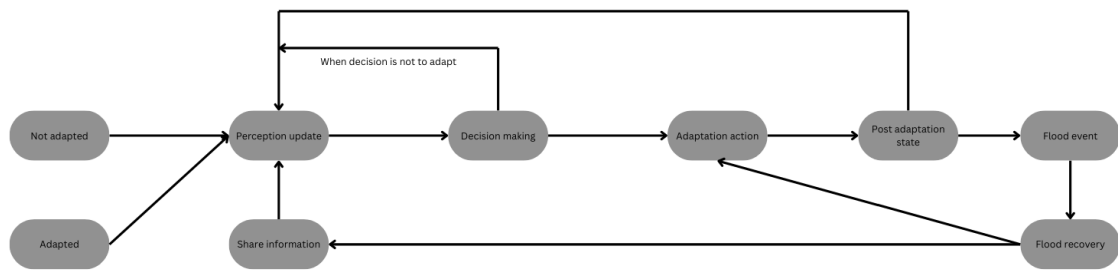 When decision is not to adapt
Not adapted
Perception update
Decision making
Adaptation action
Post adaptation
state
Flood event
Adapted
Share information
Flood recovery